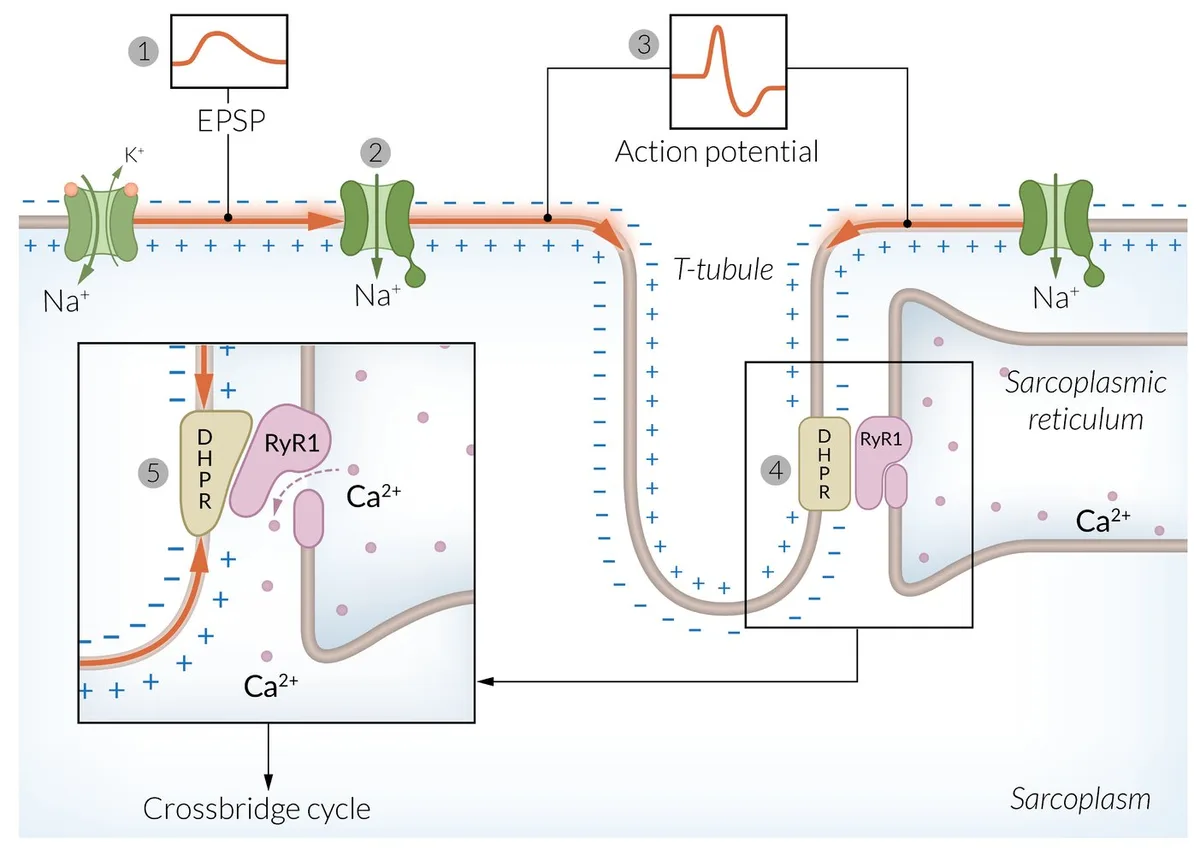 1
EPSP
K⁺
2
3
Action potential
Na⁺
Na⁺
Na⁺
T-tubule
Sarcoplasmic
reticulum
D
H
P
R
RyR1
4
Ca²⁺
D
H
P
R
RyR1
5
Ca²⁺
Ca²⁺
Crossbridge cycle
Sarcoplasm